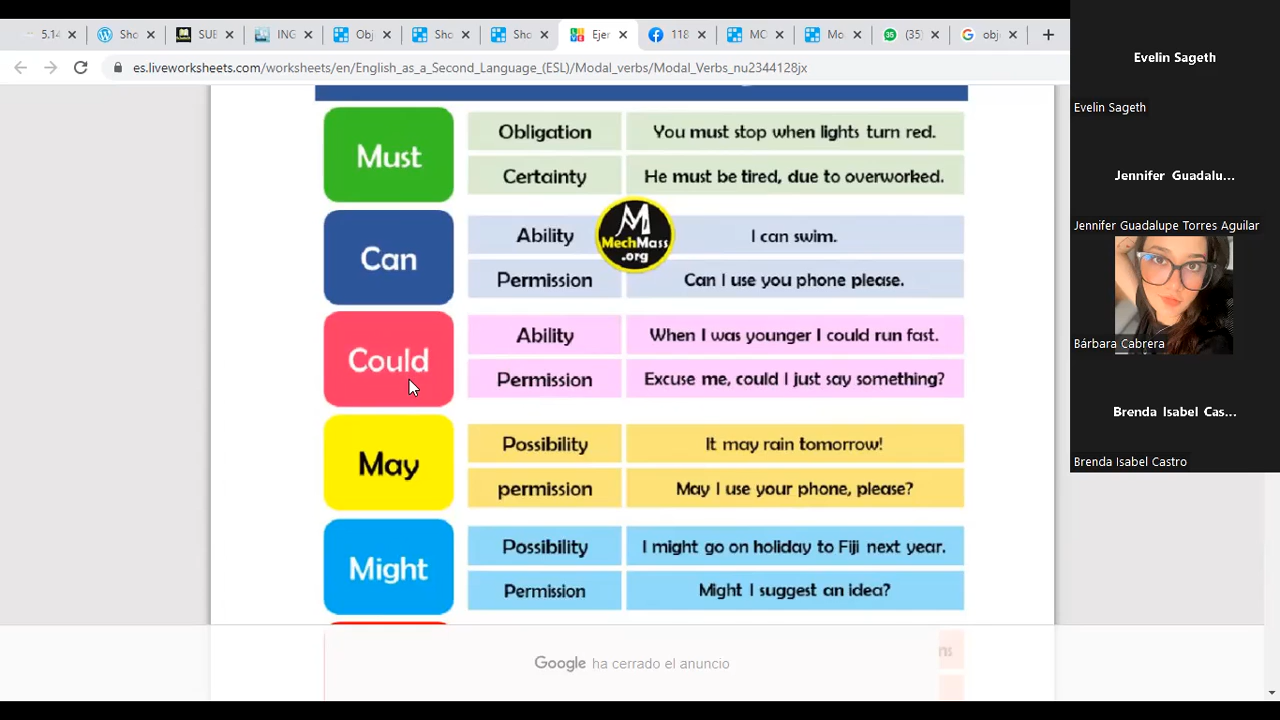 5.14
Sho
SUB
ING
Obj
Sho
Sho
Ejer
118
MO
Mo
(35)
obje
es.liveworksheets.com/worksheets/en/English_as_a_Second_Language_(ESL)/Modal_verbs/Modal_Verbs_nu2344128jx
Must
Obligation
You must stop when lights turn red.
Certainty
He must be tired, due to overworked.
Can
Ability
I can swim.
Permission
Can I use you phone please.
MechMass
.org
Could
Ability
When I was younger I could run fast.
Permission
Excuse me, could I just say something?
May
Possibility
It may rain tomorrow!
permission
May I use your phone, please?
Might
Possibility
I might go on holiday to Fiji next year.
Permission
Might I suggest an idea?
ns
Google ha cerrado el anuncio
Evelin Sageth
Evelin Sageth
Jennifer Guadalu...
Jennifer Guadalupe Torres Aguilar
Bárbara Cabrera
Brenda Isabel Cas...
Brenda Isabel Castro